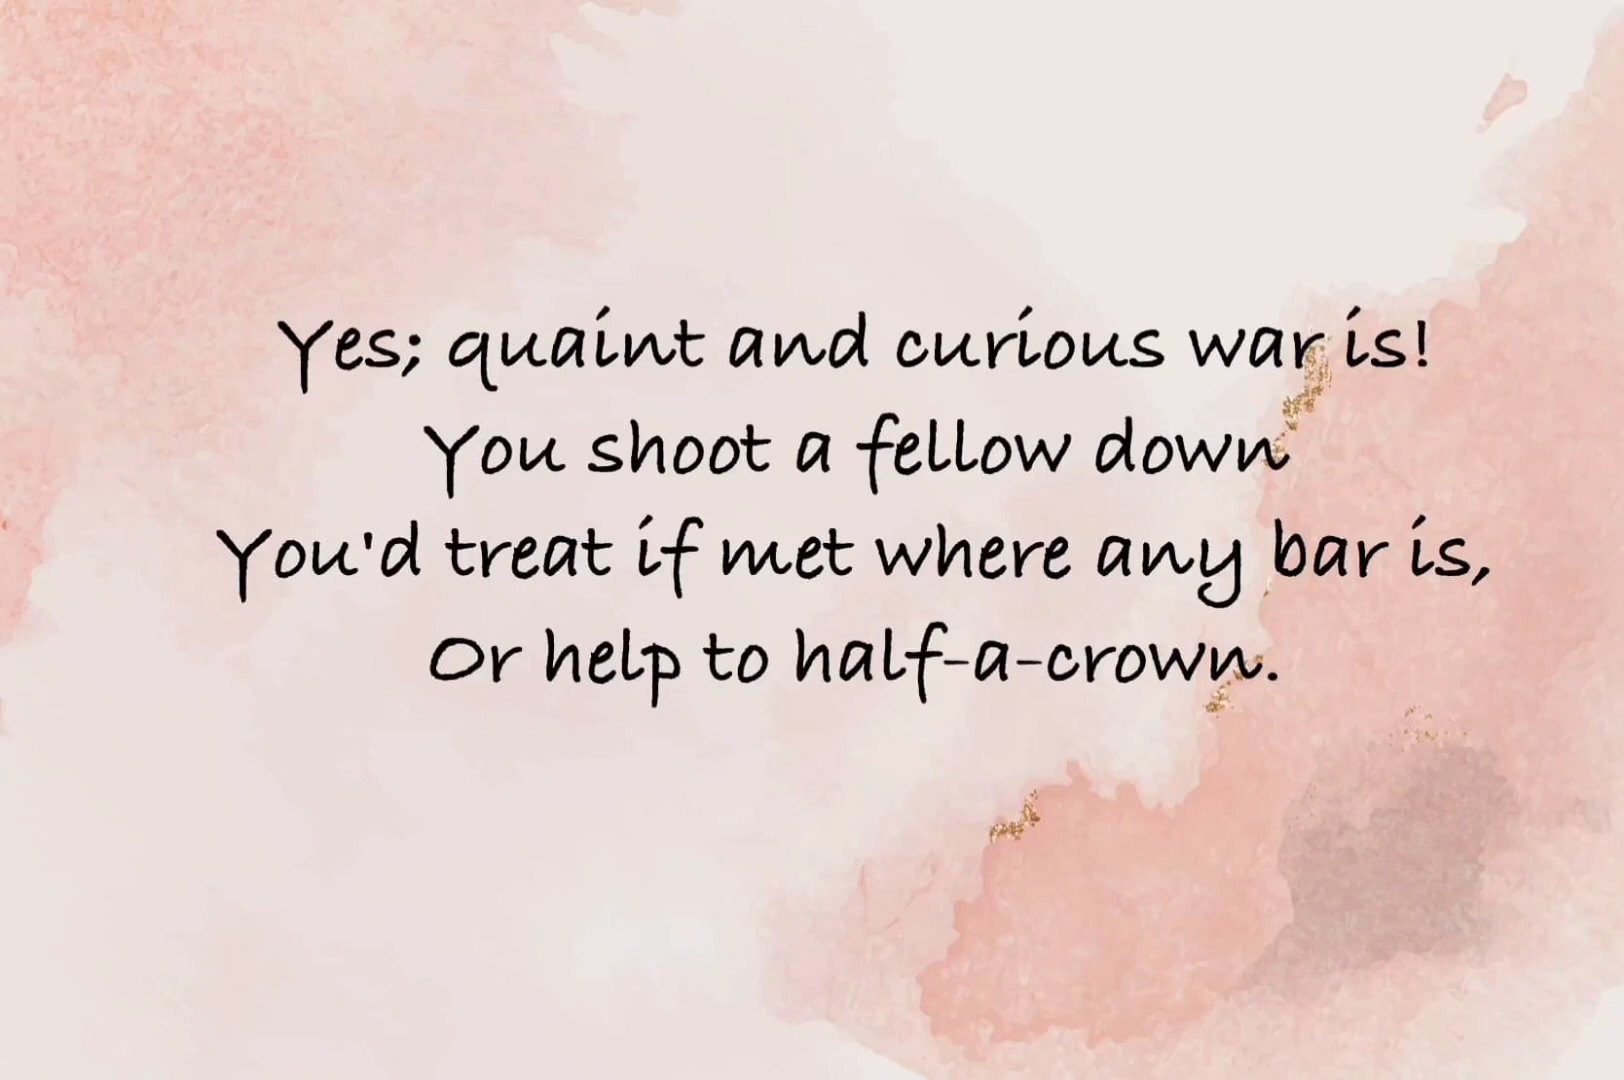 Yes; quaint and curious war is!
You shoot a fellow down
You'd treat if met where any bar is,
Or help to half-a-crown.